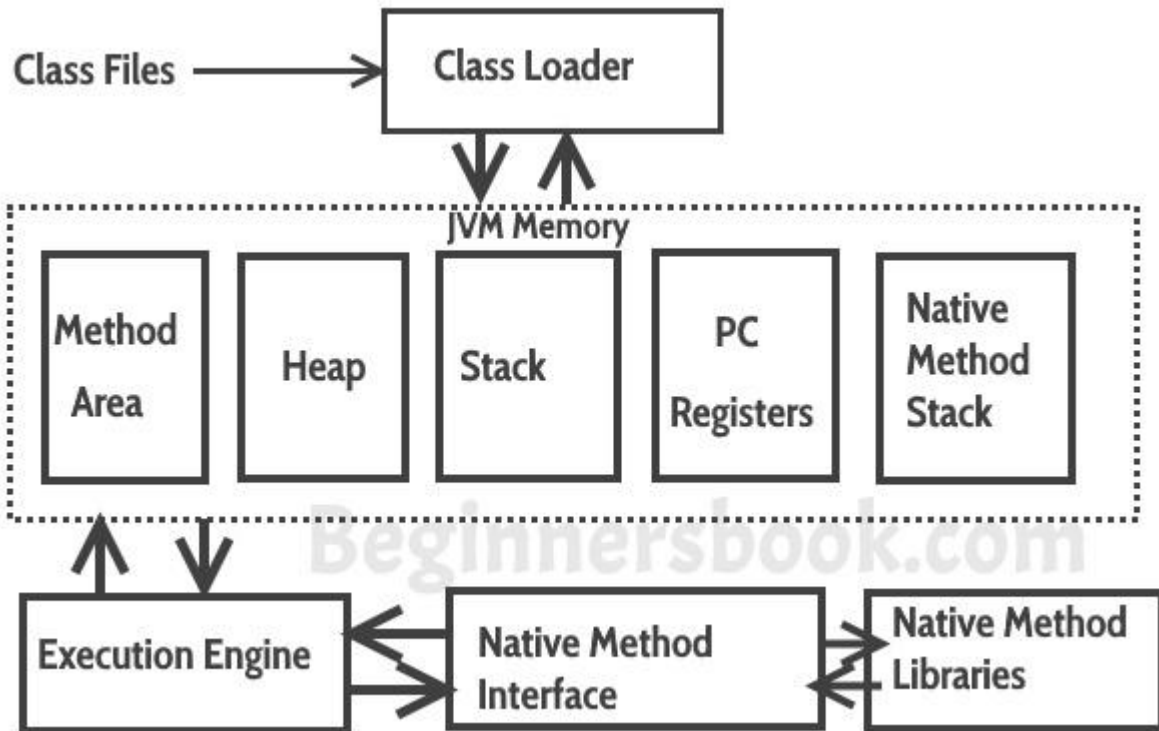 Class Files
Class Loader
JVM Memory
Method
Area
Heap
Stack
PC
Registers
Native
Method
Stack
Beginnersbook.com
Execution Engine
Native Method
Interface
Native Method
Libraries